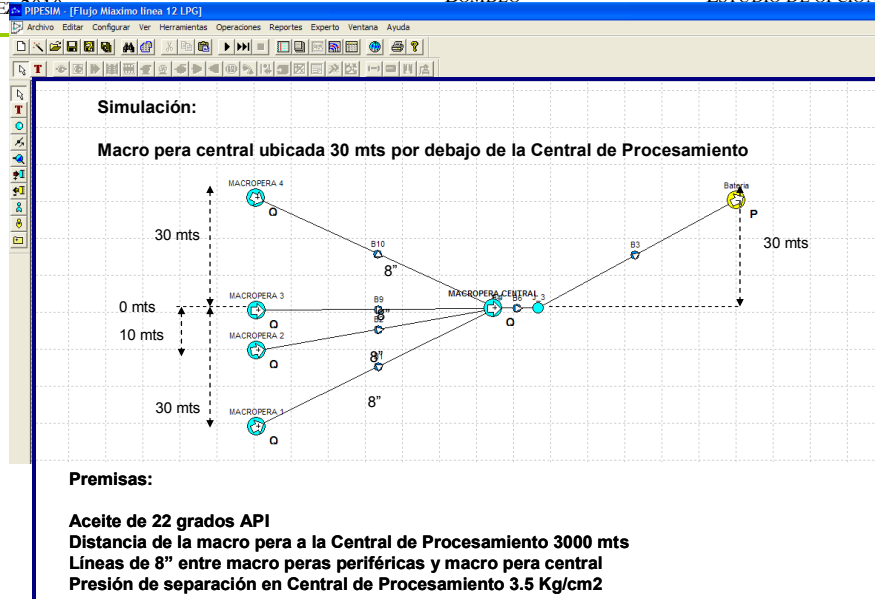 PIPESIM - [Flujo Miaximo linea 12 LPG]
Archivo Editar Configurar Ver Herramientas Operaciones Reportes Experto Ventana Ayuda
T
T
Simulación:
Macro pera central ubicada 30 mts por debajo de la Central de Procesamiento
MACROPERA 4
Q
Bateria
P
30 mts
B10
8”
B3
30 mts
MACROPERA 3
Q
B9
8”
MACROPERA CENTRAL
Q
0 mts
10 mts
MACROPERA 2
Q
8”
30 mts
MACROPERA 1
Q
8”
Premisas:
Aceite de 22 grados API
Distancia de la macro pera a la Central de Procesamiento 3000 mts
Líneas de 8” entre macro peras periféricas y macro pera central
Presión de separación en Central de Procesamiento 3.5 Kg/cm2